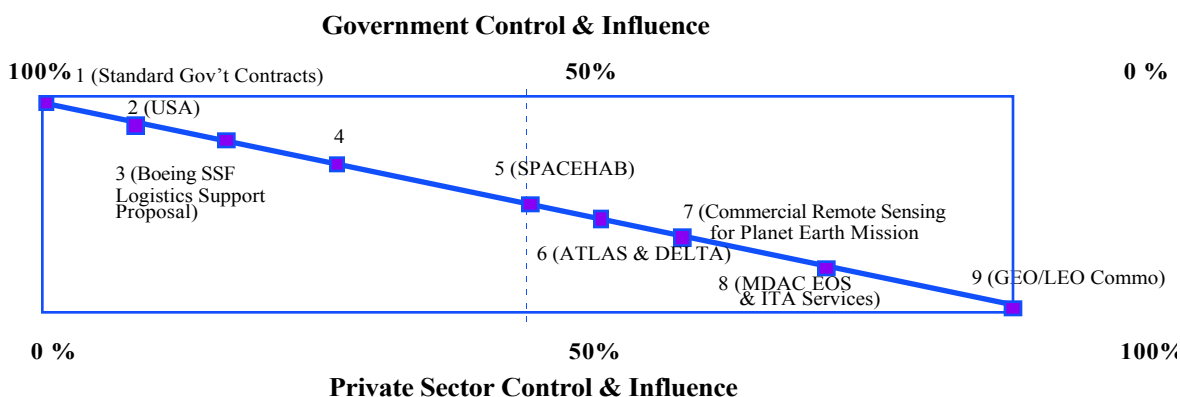 Government Control & Influence
100%
50%
0 %
1 (Standard Gov’t Contracts)
2 (USA)
3 (Boeing SSF
Logistics Support
Proposal)
4
5 (SPACEHAB)
6 (ATLAS & DELTA)
7 (Commercial Remote Sensing
for Planet Earth Mission
8 (MDAC EOS
& ITA Services)
9 (GEO/LEO Commo)
0 %
50%
100%
Private Sector Control & Influence